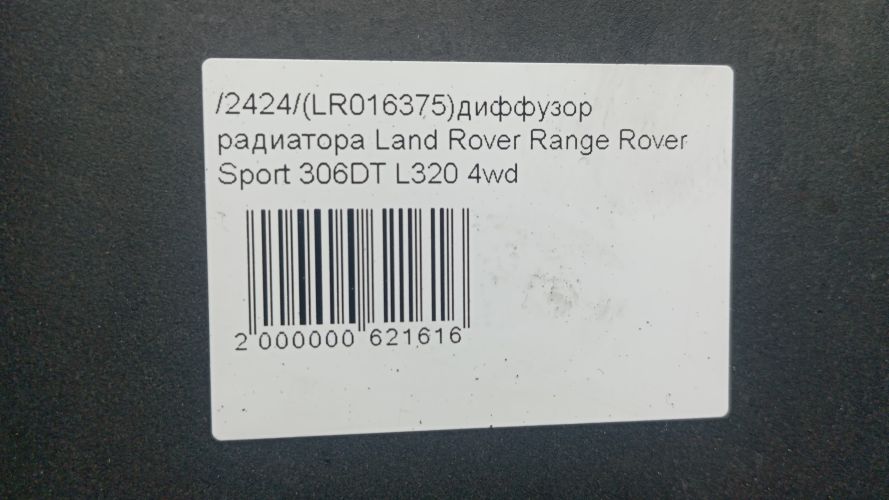 /2424/(LR016375)диффузор
радиатора Land Rover Range Rover
Sport 306DT L320 4wd
2 000000 621616